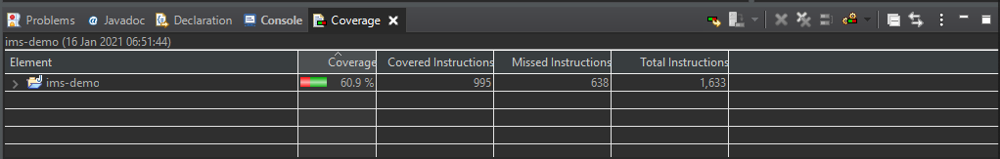 Problems @ Javadoc Declaration Console Coverage
ims-demo (16 Jan 2021 06:51:44)
Element Coverage Covered Instructions Missed Instructions Total Instructions
ims-demo 60.9 % 995 638 1,633